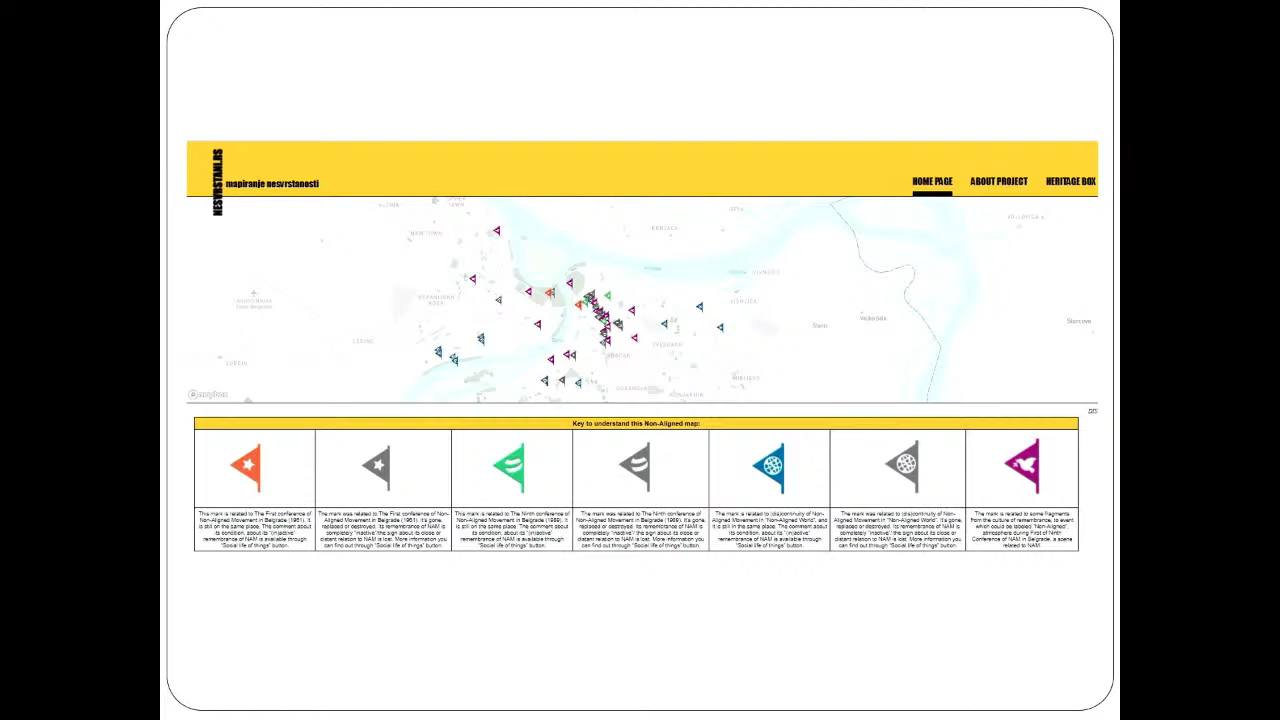 NESVRSTANI.RS
mapiranje nesvrstanosti
HOME PAGE
ABOUT PROJECT
HERITAGE BOX
NEW TOWN
KRNJACA
BEZANIJSKA
KOSA
LEDINE
SURCIN
VISNJICA
Slanci
Veliko Selo
Starcevo
ZVEZDARA
mapbox
Key to understand this Non-Aligned map:
This mark is related to The First conference of
Non-Aligned Movement in Belgrade (1961). It
is still on the same place. The comment about
its condition, about its "(in)active"
remembrance of NAM is available through
"Social life of things" button.
This mark was related to The First conference of Non-
Aligned Movement in Belgrade (1961). It's gone,
replaced or destroyed. Its remembrance of NAM is
completely "inactive" the sign about its close or
distant relation to NAM is lost. More information you
can find out through "Social life of things" button.
This mark is related to The Ninth conference of
Non-Aligned Movement in Belgrade (1989). It
is still on the same place. The comment about
its condition, about its "(in)active"
remembrance of NAM is available through
"Social life of things" button.
This mark was related to The Ninth conference of
Non-Aligned Movement in Belgrade (1989). It's gone,
replaced or destroyed. Its remembrance of NAM is
completely "inactive" the sign about its close or
distant relation to NAM is lost. More information you
can find out through "Social life of things" button.
The mark is related to (dis)continuity of Non-
Aligned Movement in "Non-Aligned World", and
it is still in the same place. The comment about
its condition, about its "(in)active"
remembrance of NAM is available through
"Social life of things" button.
The mark was related to (dis)continuity of Non-
Aligned Movement in "Non-Aligned World". It's gone,
replaced or destroyed. Its remembrance of NAM is
completely "inactive" the sign about its close or
distant relation to NAM is lost. More information you
can find out through "Social life of things" button.
The mark is related to some fragments
from the culture of remembrance, to event
which could be labeled "Non-Aligned",
atmosphere during First of Ninth
Conference of NAM in Belgrade, a scene
related to NAM.